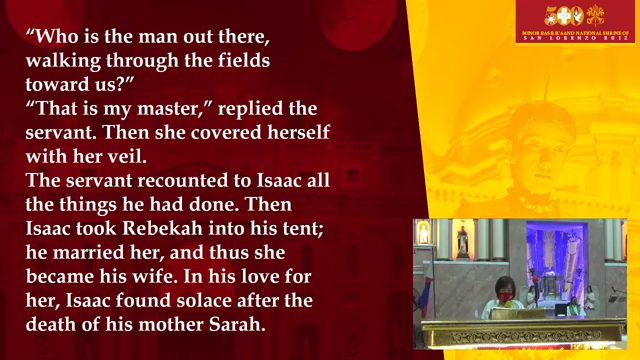 “Who is the man out there,
walking through the fields
toward us?”
“That is my master,” replied the
servant. Then she covered herself
with her veil.
The servant recounted to Isaac all
the things he had done. Then
Isaac took Rebekah into his tent;
he married her, and thus she
became his wife. In his love for
her, Isaac found solace after the
death of his mother Sarah.
500
MINOR BASILICA AND NATIONAL SHRINE OF
SAN LORENZO RUIZ